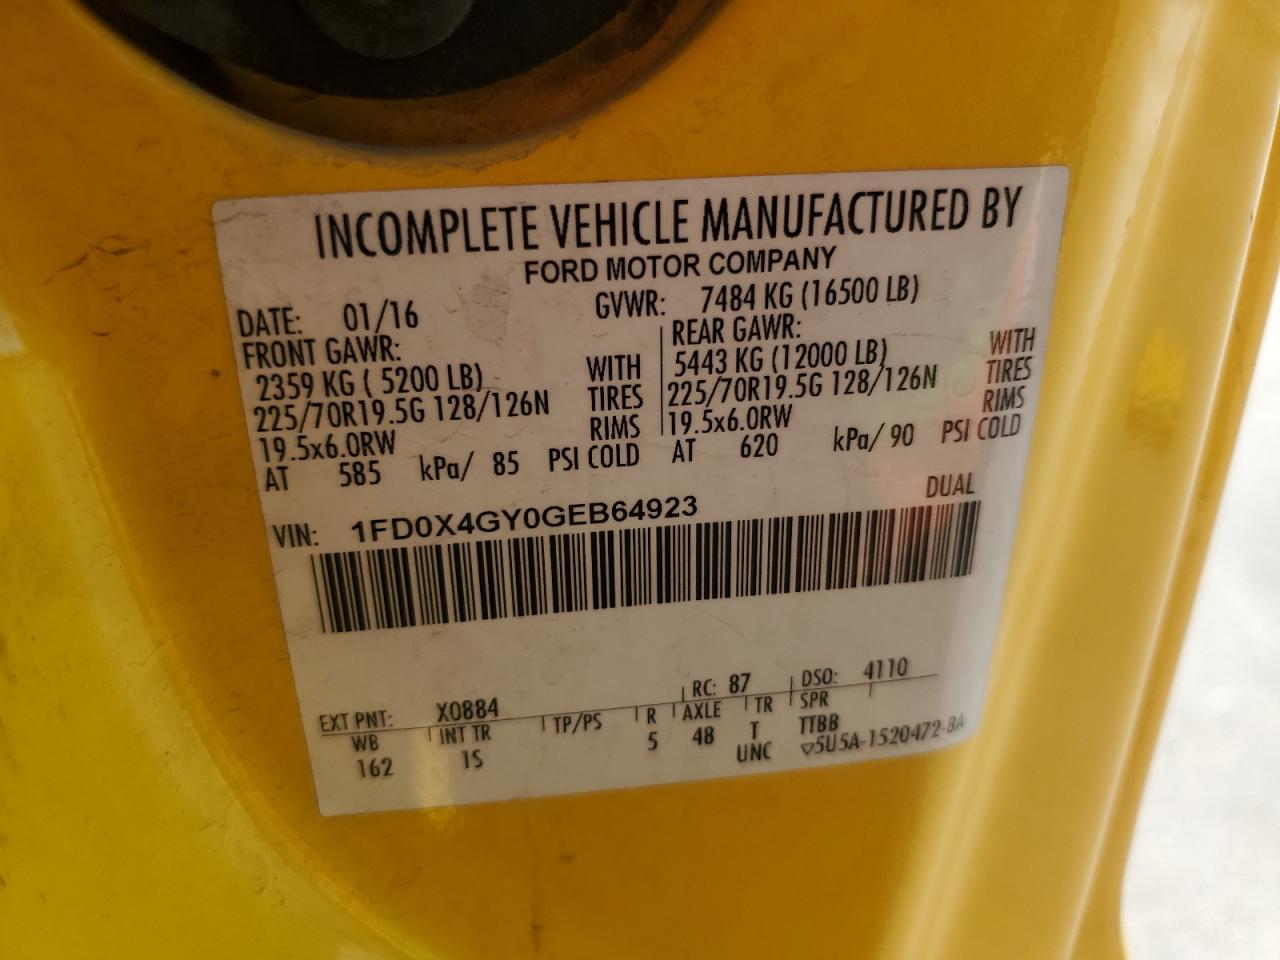 INCOMPLETE VEHICLE MANUFACTURED BY
FORD MOTOR COMPANY
DATE: 01/16 GVWR: 7484 KG (16500 LB)
FRONT GAWR: REAR GAWR:
2359 KG ( 5200 LB) WITH 5443 KG (12000 LB) WITH
225/70R19.5G 128/126N TIRES 225/70R19.5G 128/126N TIRES
19.5x6.0RW RIMS 19.5x6.0RW RIMS
AT 585 kPa/ 85 PSI COLD AT 620 kPa/ 90 PSI COLD
DUAL
VIN: 1FD0X4GY0GEB64923
EXT PNT: X0884 RC: 87 DSO: 4110
WB INT TR TP/PS R AXLE TR SPR
162 1S 5 48 T TTBB
UNC ▽5U5A-1520472-BA